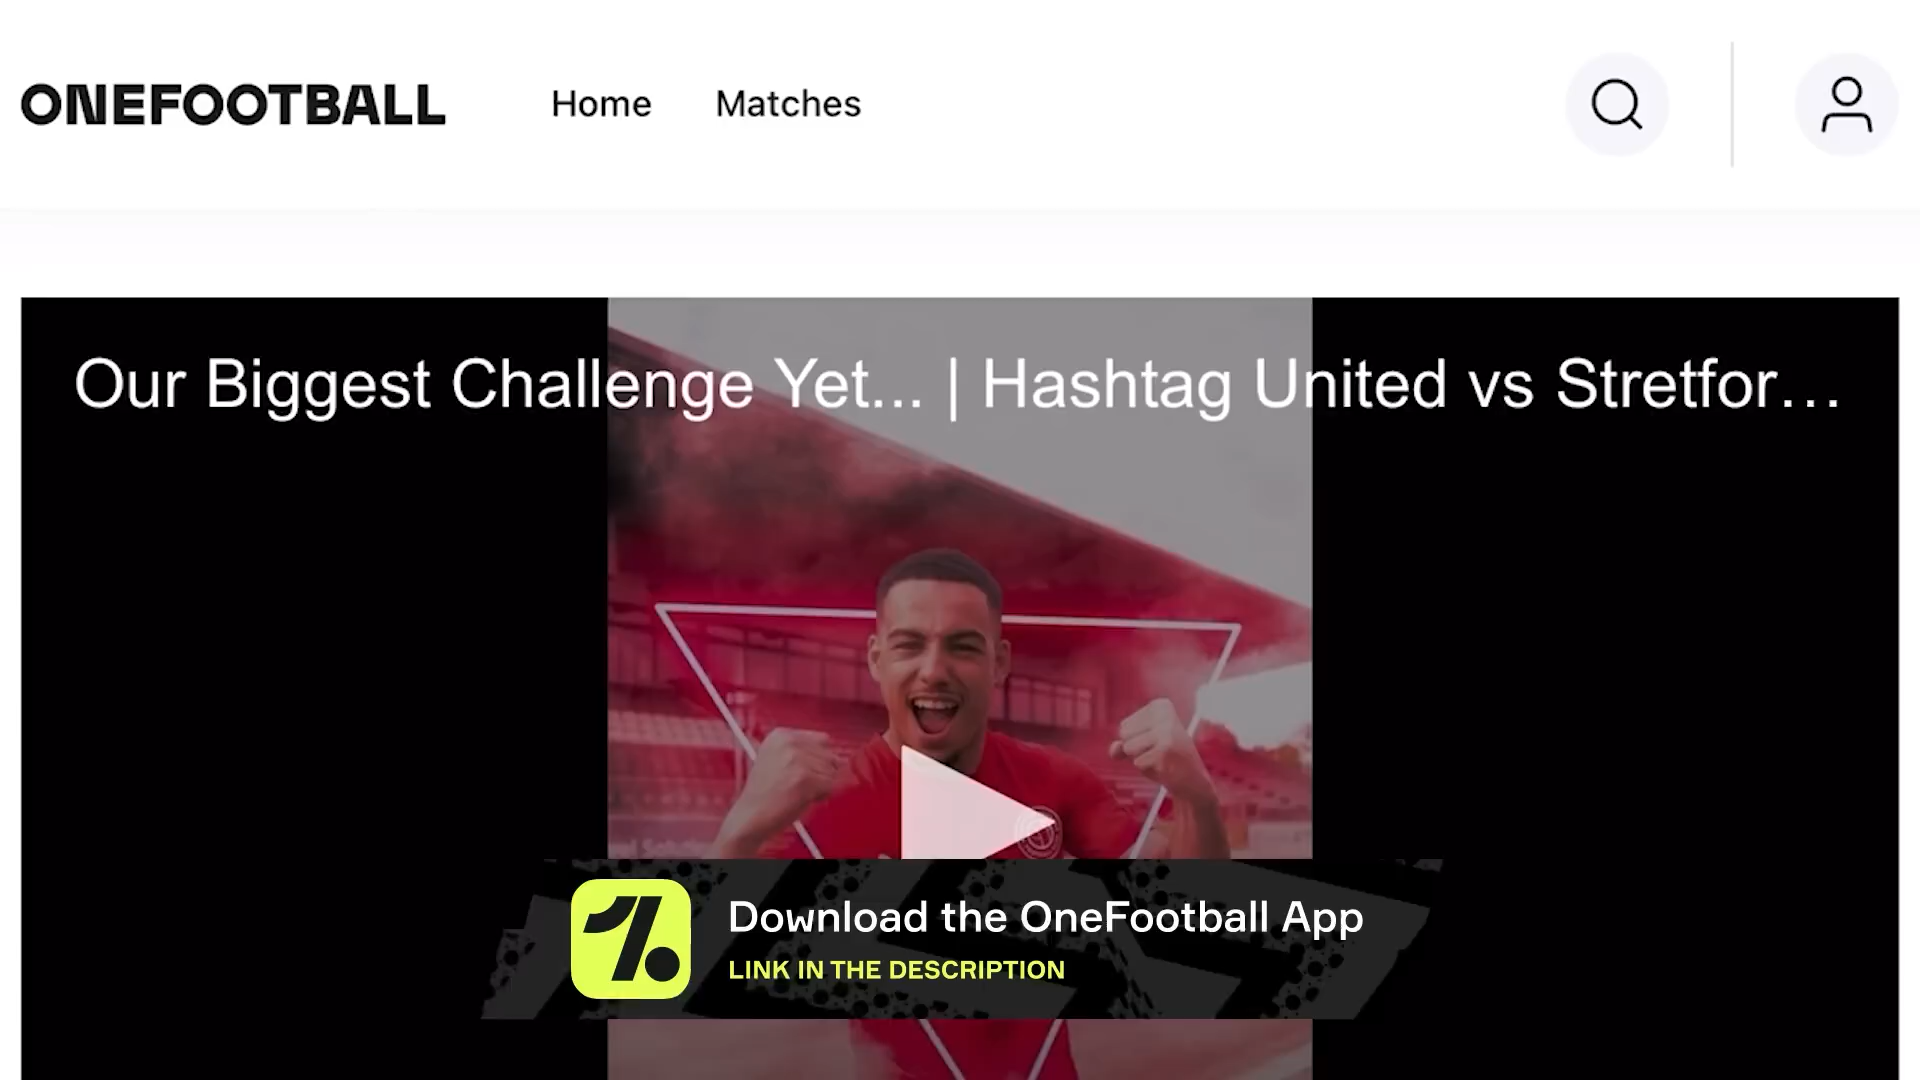 ONEFOOTBALL
Home
Matches
Our Biggest Challenge Yet... | Hashtag United vs Stretfor...
Download the OneFootball App
LINK IN THE DESCRIPTION